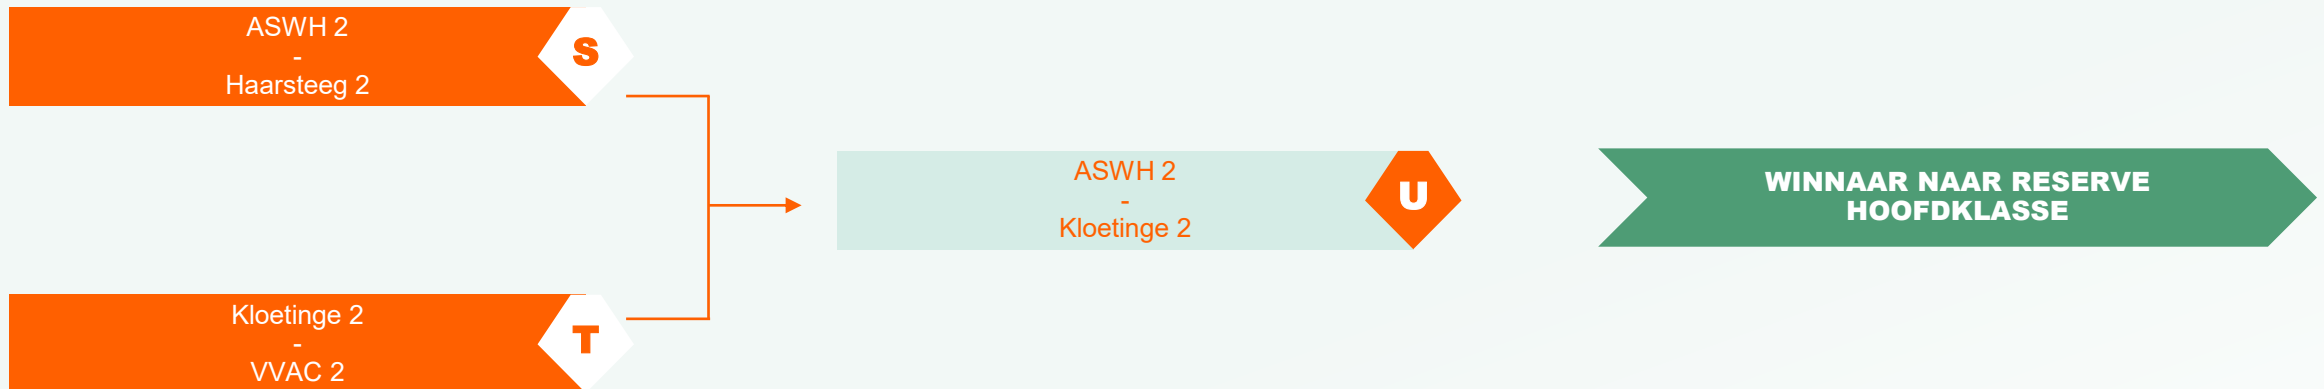 ASWH 2
-
Haarsteeg 2
S
ASWH 2
-
Kloetinge 2
U
WINNAAR NAAR RESERVE
HOOFDKLASSE
Kloetinge 2
-
VVAC 2
T